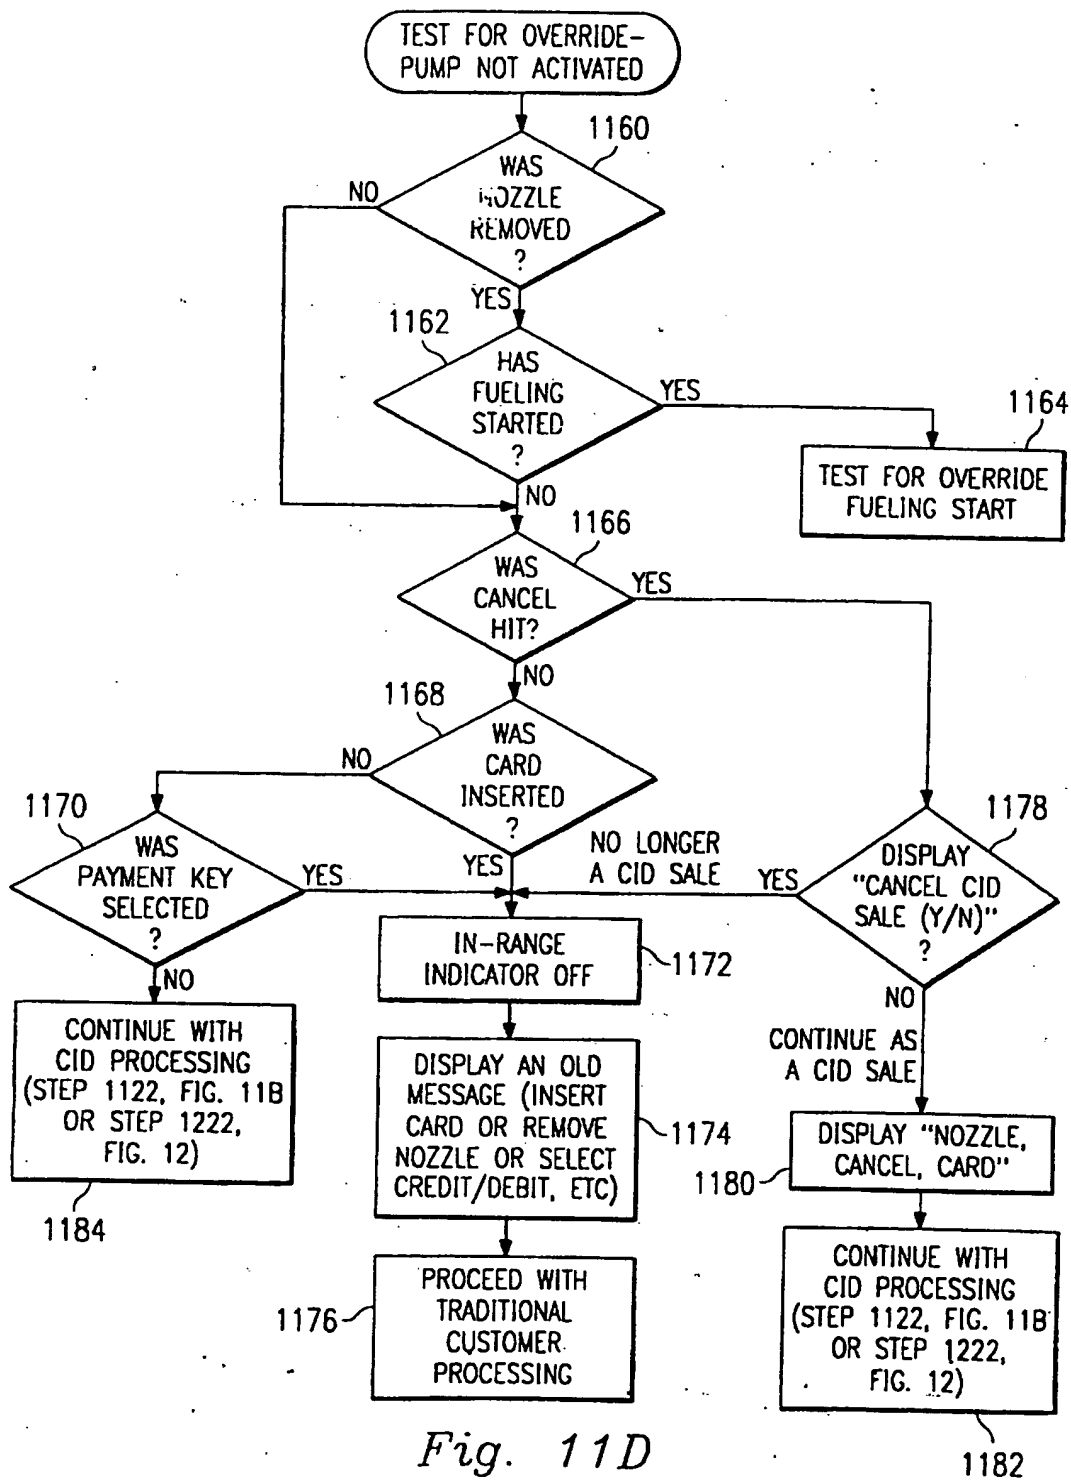 TEST FOR OVERRIDE-
PUMP NOT ACTIVATED
1160
WAS
NOZZLE
REMOVED
?
NO
YES
1162
HAS
FUELING
STARTED
?
YES
NO
1164
TEST FOR OVERRIDE
FUELING START
1166
WAS
CANCEL
HIT?
YES
NO
1168
WAS
CARD
INSERTED
?
NO
YES
1170
WAS
PAYMENT KEY
SELECTED
?
YES
NO
NO LONGER
A CID SALE
YES
1178
DISPLAY
"CANCEL CID
SALE (Y/N)"
?
NO
CONTINUE AS
A CID SALE
IN-RANGE
INDICATOR OFF
1172
CONTINUE WITH
CID PROCESSING
(STEP 1122, FIG. 11B
OR STEP 1222,
FIG. 12)
1184
DISPLAY AN OLD
MESSAGE (INSERT
CARD OR REMOVE
NOZZLE OR SELECT
CREDIT/DEBIT, ETC)
1174
DISPLAY "NOZZLE,
CANCEL, CARD"
1180
PROCEED WITH
TRADITIONAL
CUSTOMER
PROCESSING
1176
CONTINUE WITH
CID PROCESSING
(STEP 1122, FIG. 11B
OR STEP 1222,
FIG. 12)
1182
Fig. 11D